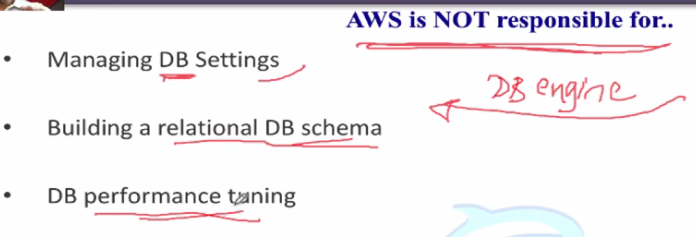 AWS is NOT responsible for..
• Managing DB Settings
DB engine
• Building a relational DB schema
• DB performance tuning